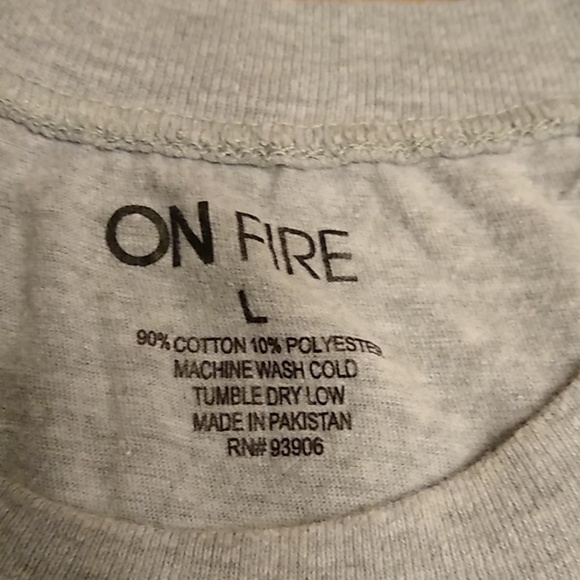 ON FIRE
L
90% COTTON 10% POLYESTER
MACHINE WASH COLD
TUMBLE DRY LOW
MADE IN PAKISTAN
RN# 93906